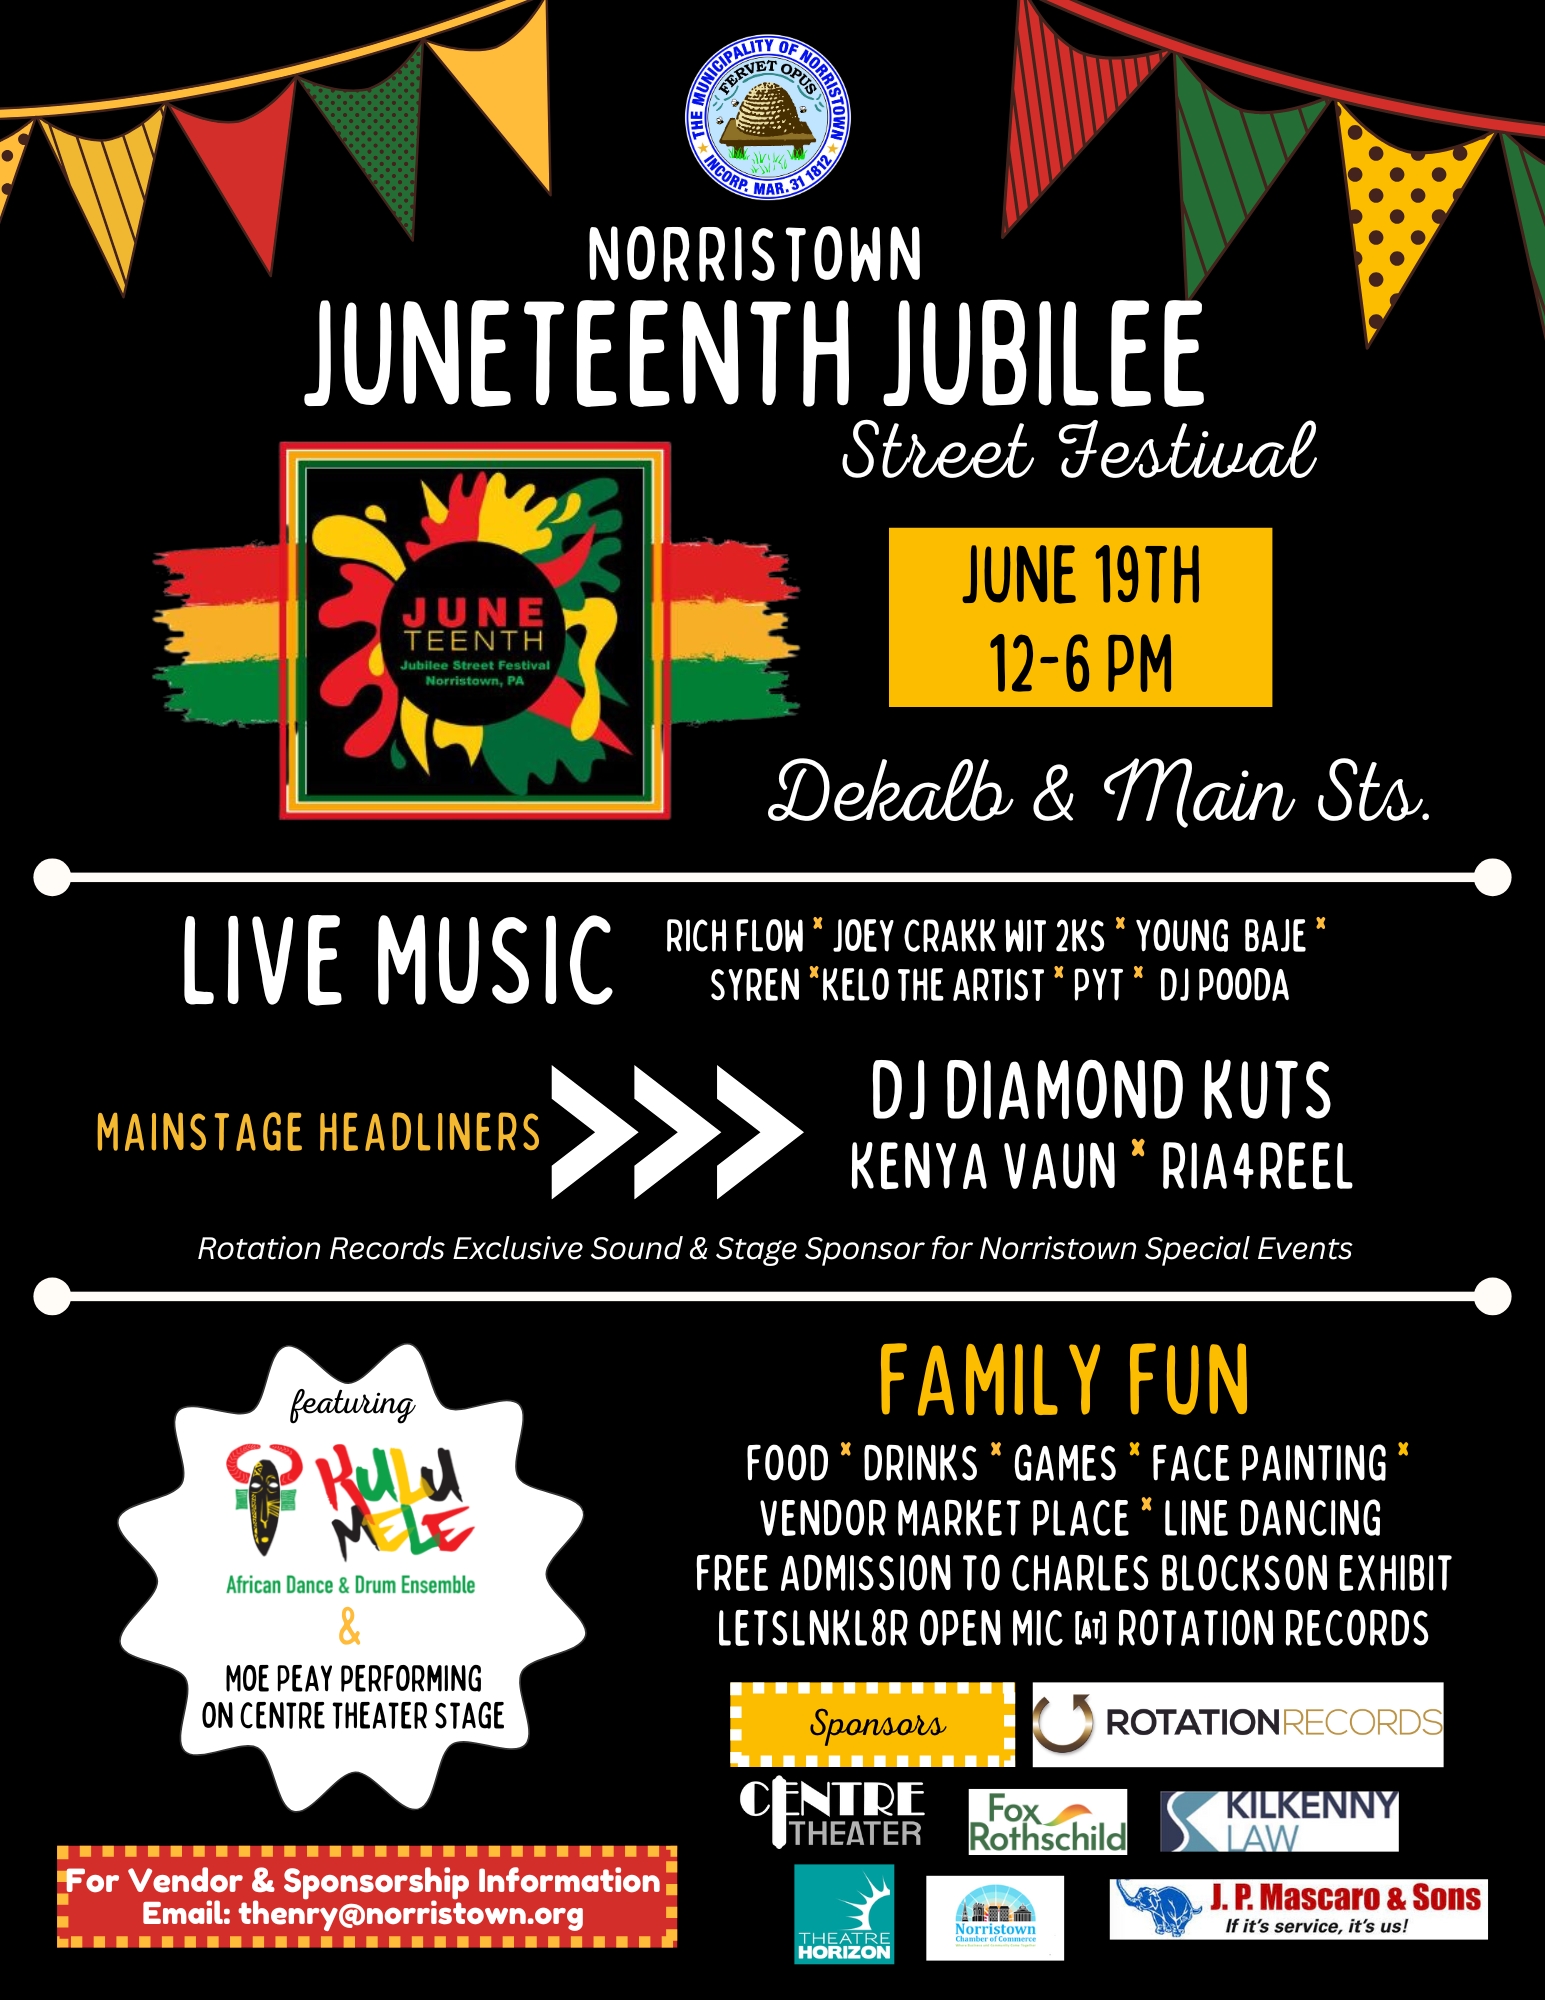 THE MUNICIPALITY OF NORRISTOWN
FERVET OPUS
INCORP. MAR. 31 1812
NORRISTOWN
JUNETEENTH JUBILEE
Street Festival
JUNE
TEENTH
Jubilee Street Festival
Norristown, PA
JUNE 19TH
12-6 PM
Dekalb & Main Sts.
LIVE MUSIC
RICH FLOW * JOEY CRAKK WIT 2KS * YOUNG BAJE *
SYREN *KELO THE ARTIST * PYT * DJ POODA
MAINSTAGE HEADLINERS
DJ DIAMOND KUTS
KENYA VAUN * RIA4REEL
Rotation Records Exclusive Sound & Stage Sponsor for Norristown Special Events
featuring
KULU
MELE
African Dance & Drum Ensemble
&
MOE PEAY PERFORMING
ON CENTRE THEATER STAGE
FAMILY FUN
FOOD * DRINKS * GAMES * FACE PAINTING *
VENDOR MARKET PLACE * LINE DANCING
FREE ADMISSION TO CHARLES BLOCKSON EXHIBIT
LETSLNKL8R OPEN MIC [AT] ROTATION RECORDS
Sponsors
ROTATIONRECORDS
CENTRE
THEATER
Fox
Rothschild
KILKENNY
LAW
THEATRE
HORIZON
Norristown
Chamber of Commerce
J. P. Mascaro & Sons
If it's service, it's us!
For Vendor & Sponsorship Information
Email: thenry@norristown.org